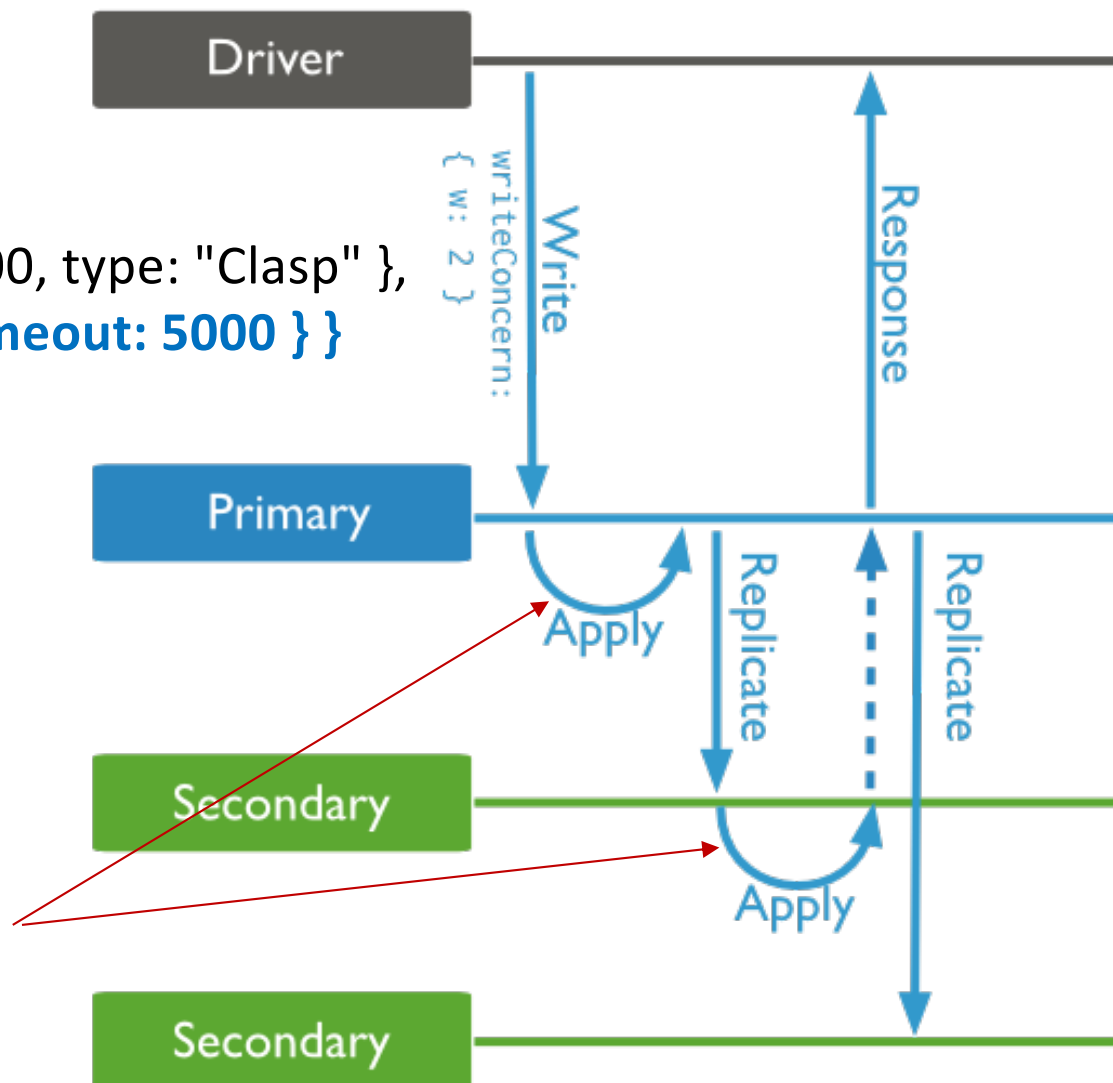 Driver
00, type: "Clasp" },
meout: 5000 } }
Write
writeConcern:
{ w: 2 }
Response
Primary
Apply
Replicate
Replicate
Secondary
Apply
Secondary